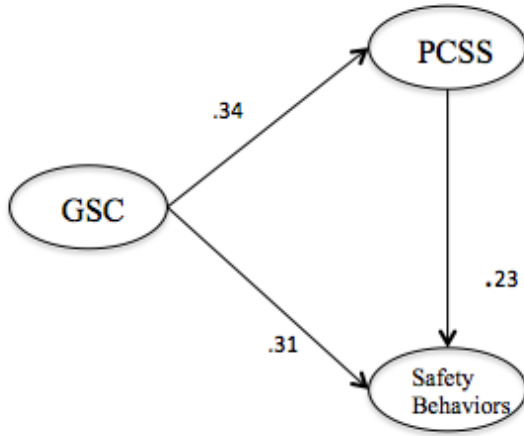 PCSS
.34
GSC
.23
.31
Safety
Behaviors